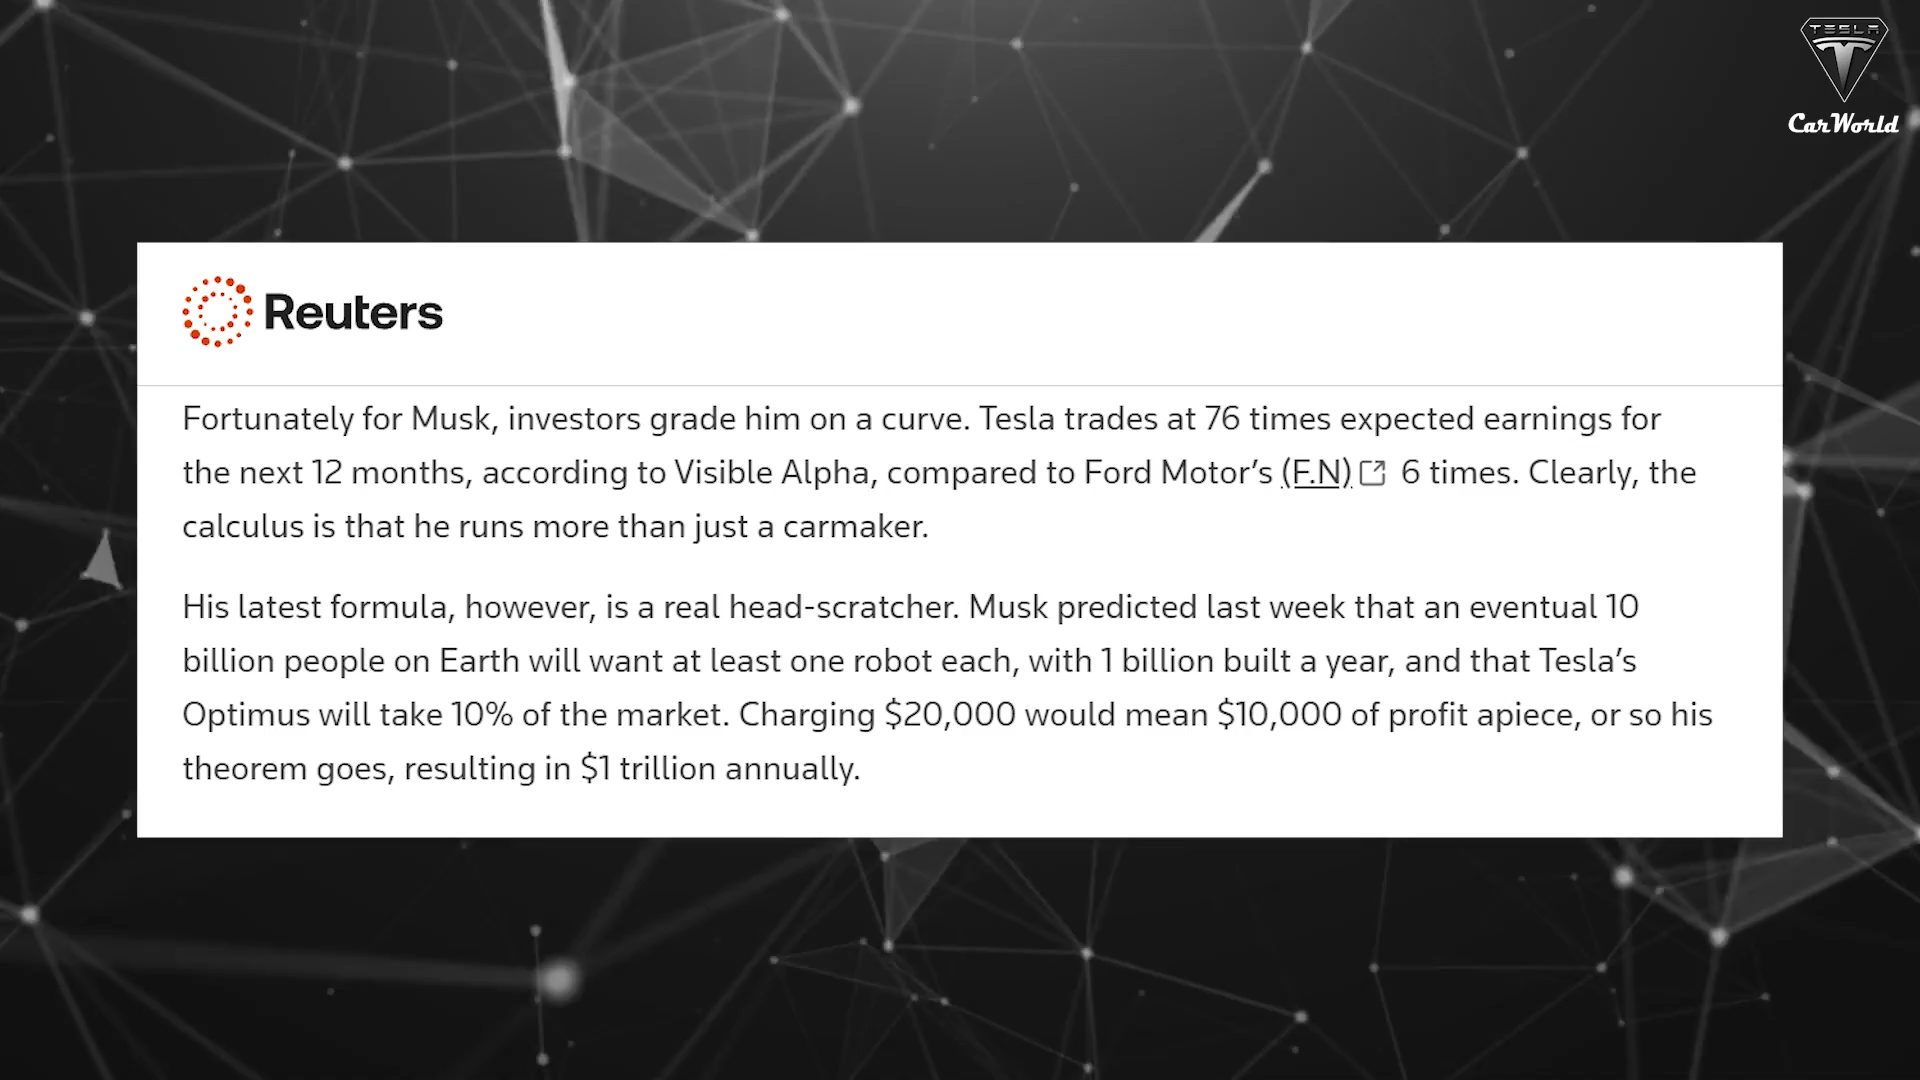 TESLA
CarWorld
Reuters
Fortunately for Musk, investors grade him on a curve. Tesla trades at 76 times expected earnings for
the next 12 months, according to Visible Alpha, compared to Ford Motor’s (F.N) 6 times. Clearly, the
calculus is that he runs more than just a carmaker.
His latest formula, however, is a real head-scratcher. Musk predicted last week that an eventual 10
billion people on Earth will want at least one robot each, with 1 billion built a year, and that Tesla’s
Optimus will take 10% of the market. Charging $20,000 would mean $10,000 of profit apiece, or so his
theorem goes, resulting in $1 trillion annually.